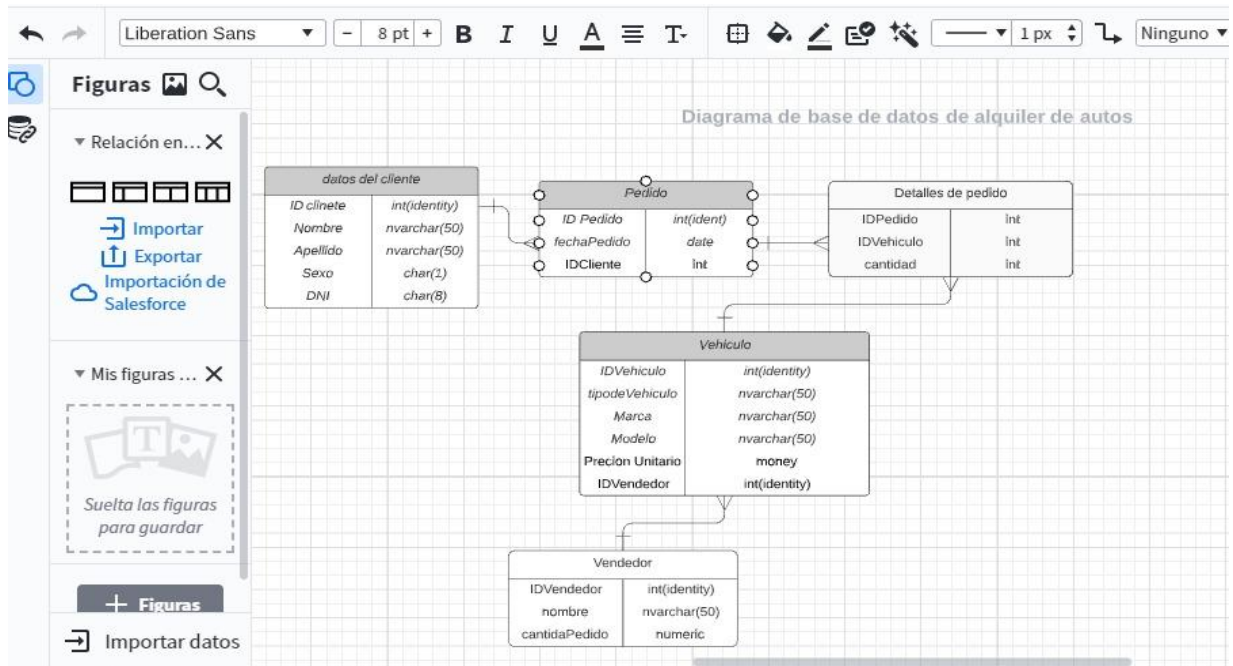 Liberation Sans
- 8 pt + B I U A T
1 px
Ninguno
Figuras
Relación en...
Importar
Exportar
Importación de
Salesforce
Mis figuras ...
T
Suelta las figuras
para guardar
+ Figuras
Importar datos
Diagrama de base de datos de alquiler de autos
datos del cliente
ID clinete int(identity)
Nombre nvarchar(50)
Apellido nvarchar(50)
Sexo char(1)
DNI char(8)
Pedido
ID Pedido int(ident)
fechaPedido date
IDCliente int
Detalles de pedido
IDPedido int
IDVehiculo int
cantidad int
Vehiculo
IDVehiculo int(identity)
tipodeVehiculo nvarchar(50)
Marca nvarchar(50)
Modelo nvarchar(50)
Precion Unitario money
IDVendedor int(identity)
Vendedor
IDVendedor int(identity)
nombre nvarchar(50)
cantidaPedido numeric